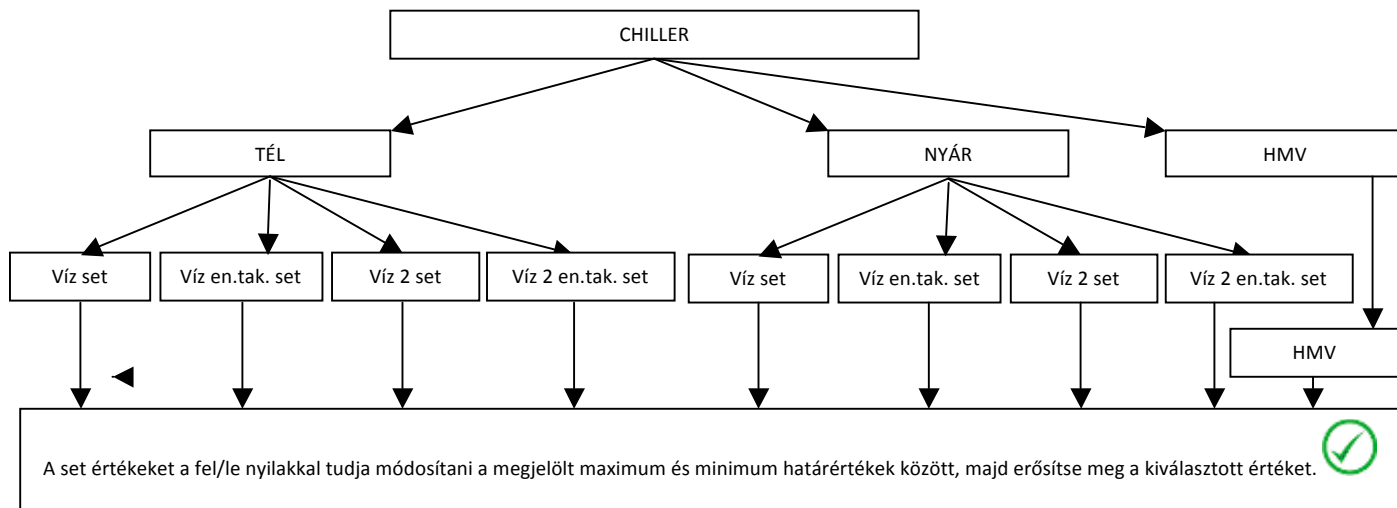 CHILLER
TÉL
NYÁR
HMV
Víz set
Víz en.tak. set
Víz 2 set
Víz 2 en.tak. set
Víz set
Víz en.tak. set
Víz 2 set
Víz 2 en.tak. set
HMV
A set értékeket a fel/le nyilakkal tudja módosítani a megjelölt maximum és minimum határértékek között, majd erősítse meg a kiválasztott értéket.